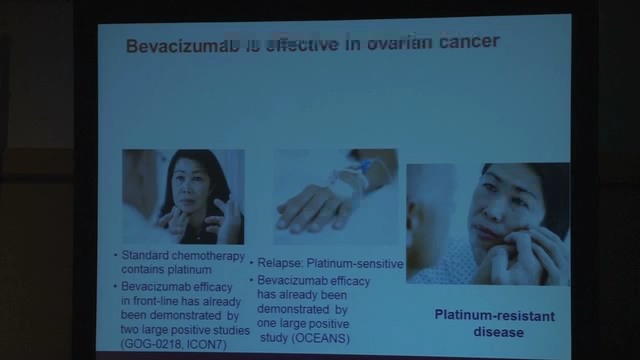 Bevacizumab is effective in ovarian cancer
• Standard chemotherapy
contains platinum
• Bevacizumab efficacy
in front-line has already
been demonstrated by
two large positive studies
(GOG-0218, ICON7)
• Relapse: Platinum-sensitive
• Bevacizumab efficacy
has already been
demonstrated by
one large positive
study (OCEANS)
Platinum-resistant
disease